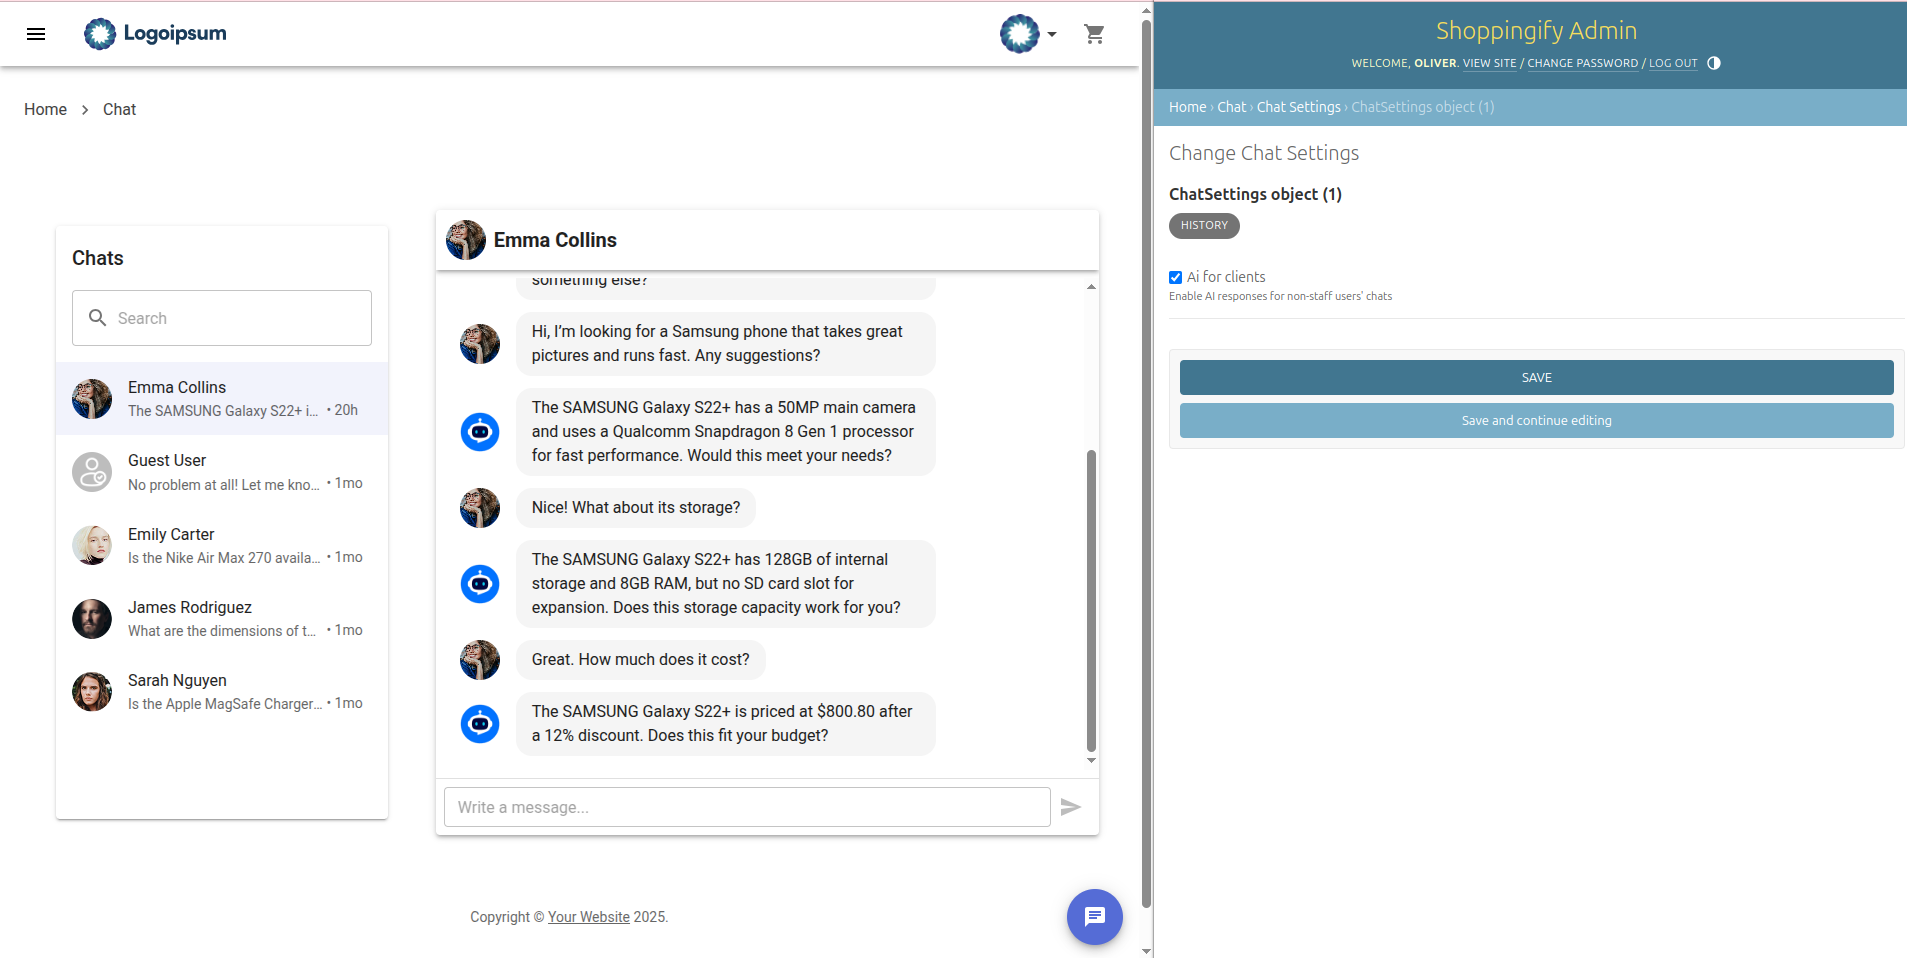 Logoipsum
Home > Chat
Chats
Search
Emma Collins
The SAMSUNG Galaxy S22+ i... • 20h
Guest User
No problem at all! Let me kno... • 1mo
Emily Carter
Is the Nike Air Max 270 availa... • 1mo
James Rodriguez
What are the dimensions of t... • 1mo
Sarah Nguyen
Is the Apple MagSafe Charger... • 1mo
Emma Collins
something else?
Hi, I’m looking for a Samsung phone that takes great
pictures and runs fast. Any suggestions?
The SAMSUNG Galaxy S22+ has a 50MP main camera
and uses a Qualcomm Snapdragon 8 Gen 1 processor
for fast performance. Would this meet your needs?
Nice! What about its storage?
The SAMSUNG Galaxy S22+ has 128GB of internal
storage and 8GB RAM, but no SD card slot for
expansion. Does this storage capacity work for you?
Great. How much does it cost?
The SAMSUNG Galaxy S22+ is priced at $800.80 after
a 12% discount. Does this fit your budget?
Write a message...
Copyright © Your Website 2025.
Shoppingify Admin
WELCOME, OLIVER. VIEW SITE / CHANGE PASSWORD / LOG OUT
Home › Chat › Chat Settings › ChatSettings object (1)
Change Chat Settings
ChatSettings object (1)
HISTORY
Ai for clients
Enable AI responses for non-staff users' chats
SAVE
Save and continue editing